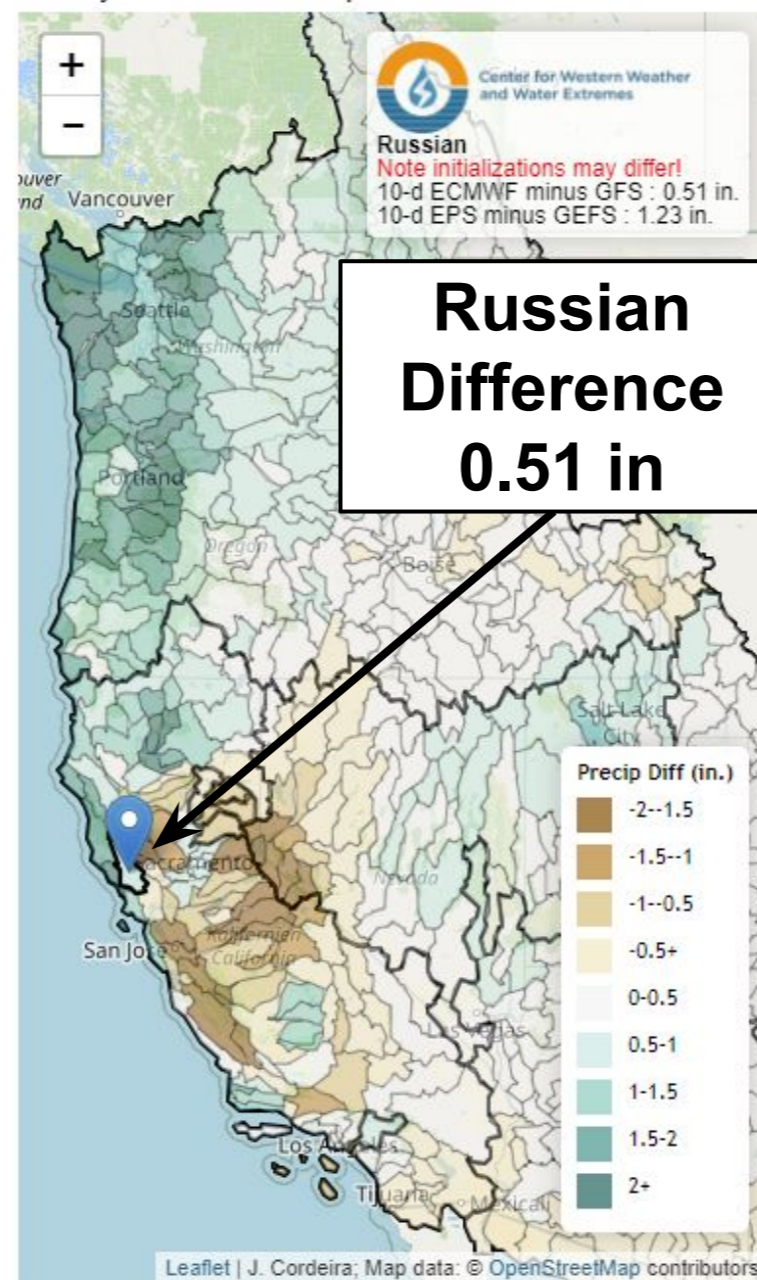 +
−
Center for Western Weather
and Water Extremes
Russian
Note initializations may differ!
10-d ECMWF minus GFS : 0.51 in.
10-d EPS minus GEFS : 1.23 in.
Vancouver
Russian
Difference
0.51 in
Seattle
Washington
Portland
Oregon
Boise
Salt Lake
City
Sacramento
Nevada
San José
Kalifornien
California
Las Vegas
Los Angeles
Tijuana
Mexicali
Precip Diff (in.)
-2--1.5
-1.5--1
-1--0.5
-0.5+
0-0.5
0.5-1
1-1.5
1.5-2
2+
Leaflet | J. Cordeira; Map data: © OpenStreetMap contributors